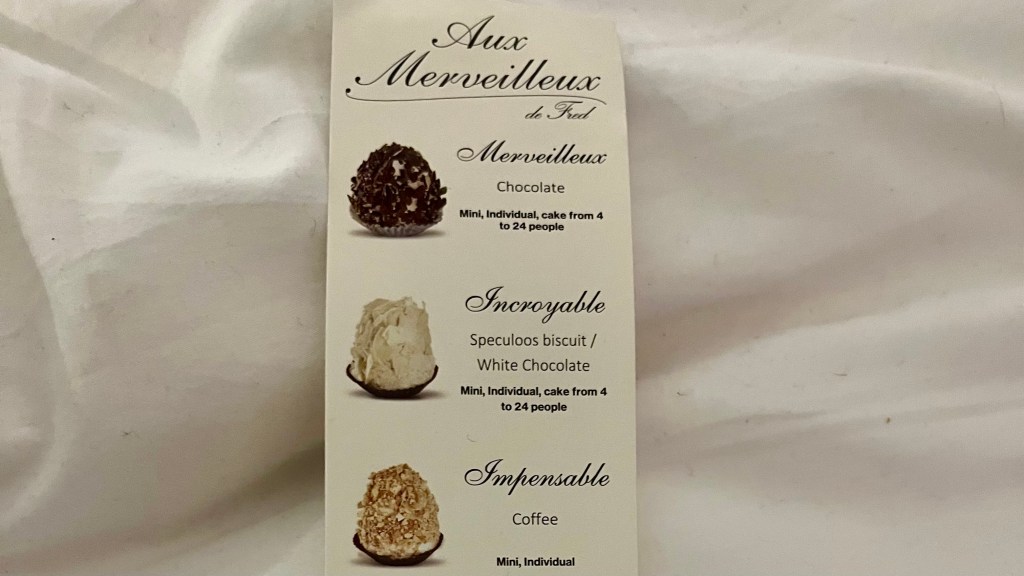 Aux
Merveilleux
de Fred
Merveilleux
Chocolate
Mini, Individual, cake from 4
to 24 people
Incroyable
Speculoos biscuit /
White Chocolate
Mini, Individual, cake from 4
to 24 people
Impensable
Coffee
Mini, Individual